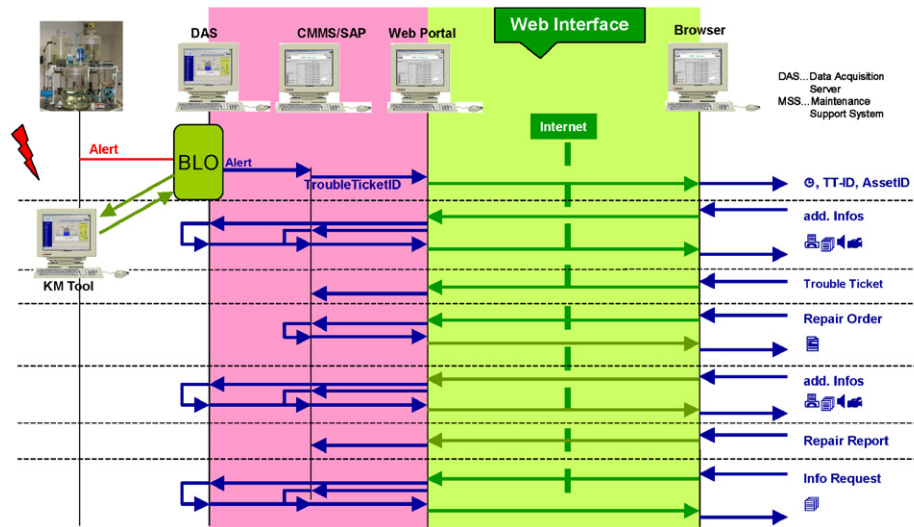 Web Interface
DAS
CMMS/SAP
Web Portal
Browser
DAS...Data Acquisition
Server
MSS...Maintenance
Support System
Internet
Alert
BLO
Alert
TroubleTicketID
, TT-ID, AssetID
add. Infos
KM Tool
Trouble Ticket
Repair Order
add. Infos
Repair Report
Info Request